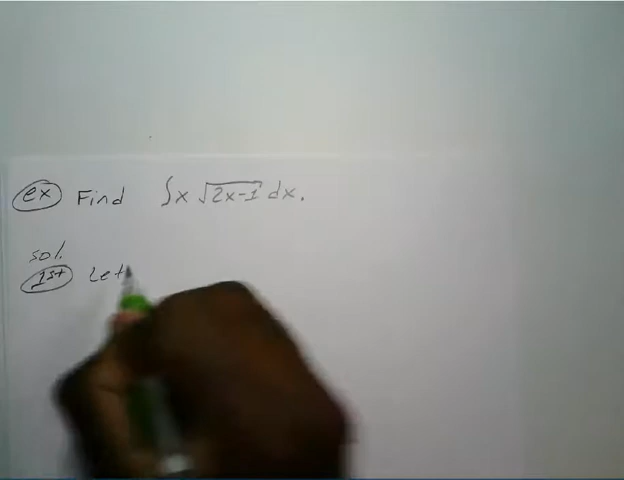 ex Find ∫x √2x-1 dx.
sol.
1st Let